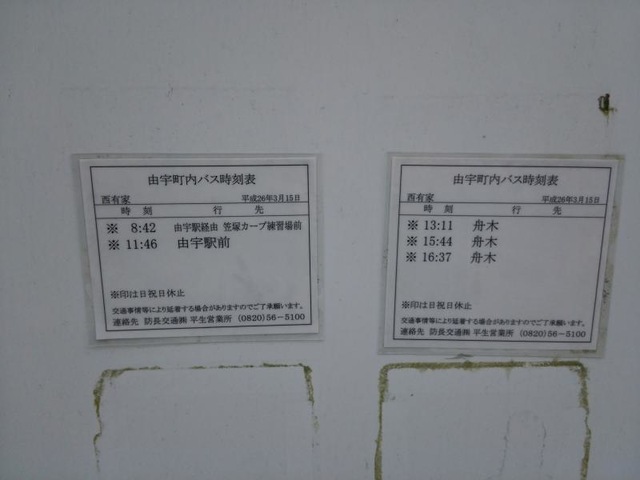 由宇町内バス時刻表
西有家 平成26年3月15日
時 刻 行 先
※ 8:42 由宇駅経由 笠塚カープ練習場前
※ 11:46 由宇駅前
※印は日祝日休止
交通事情等により延着する場合がありますのでご了承願います。
連絡先 防長交通㈱ 平生営業所 (0820)56-5100
由宇町内バス時刻表
西有家 平成26年3月15日
時 刻 行 先
※ 13:11 舟木
※ 15:44 舟木
※ 16:37 舟木
※印は日祝日休止
交通事情等により延着する場合がありますのでご了承願います。
連絡先 防長交通㈱ 平生営業所 (0820)56-5100